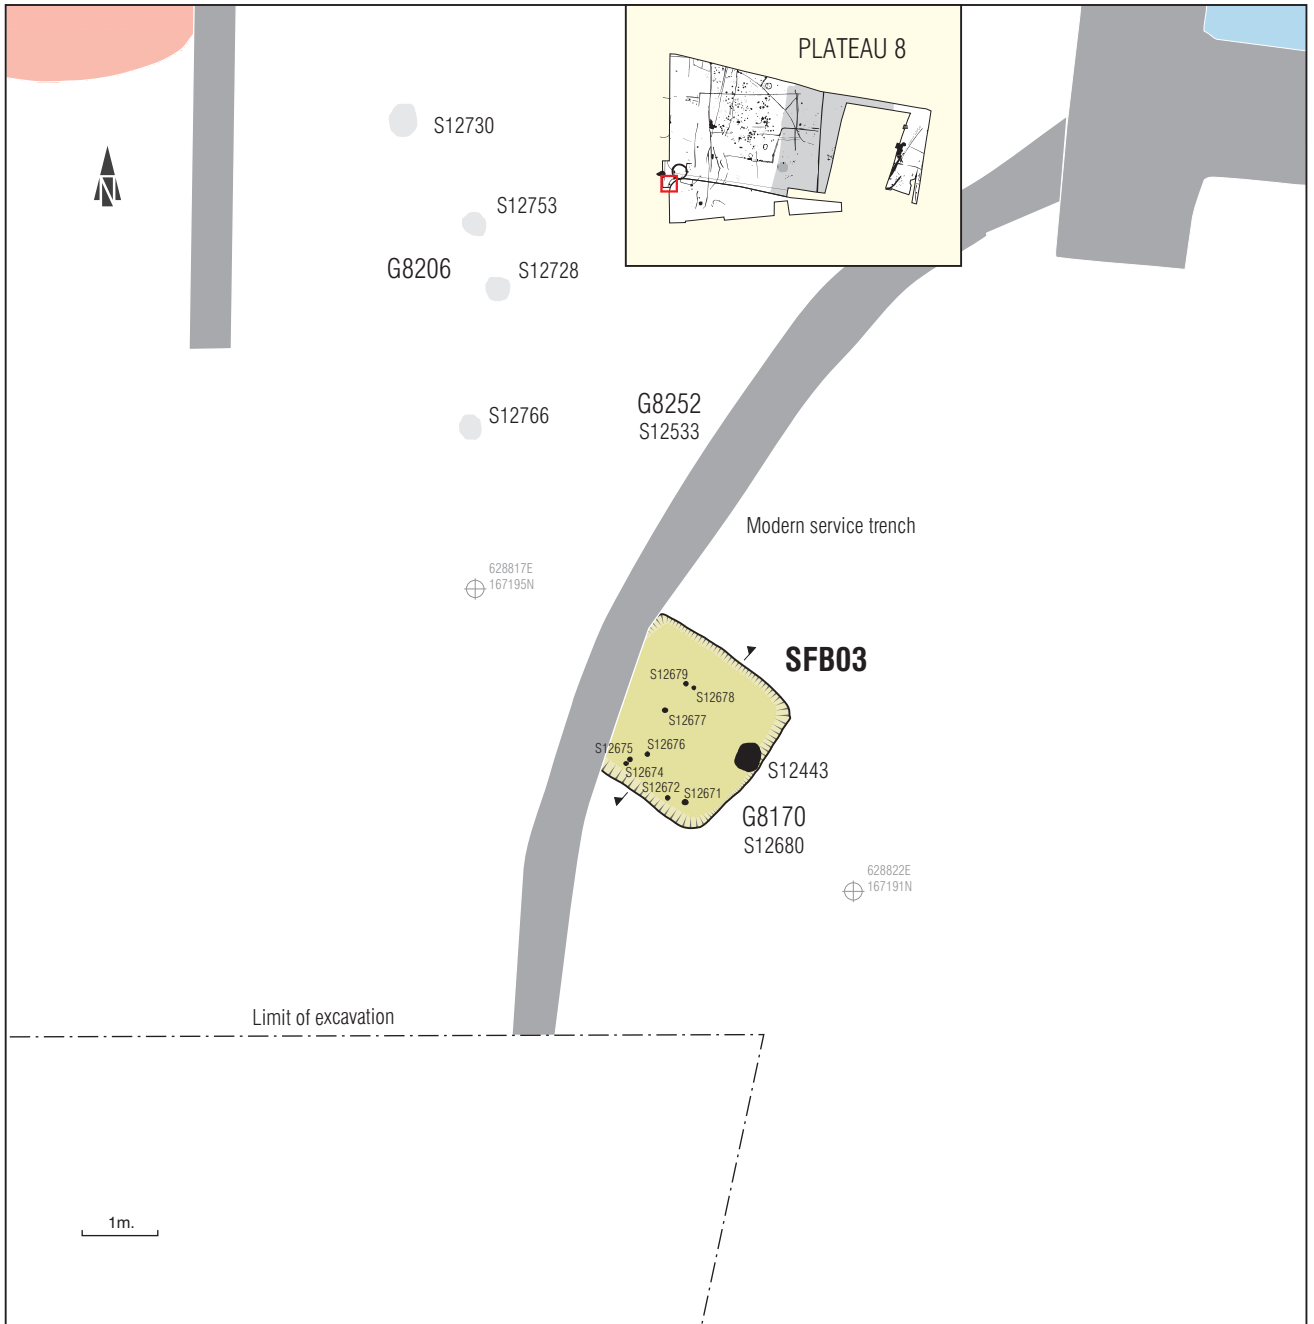 PLATEAU 8
S12730
N
S12753
G8206
S12728
G8252
S12533
S12766
Modern service trench
628817E
167195N
SFB03
S12679
S12678
S12677
S12676
S12675
S12674
S12443
S12672
S12671
G8170
S12680
628822E
167191N
Limit of excavation
1m.